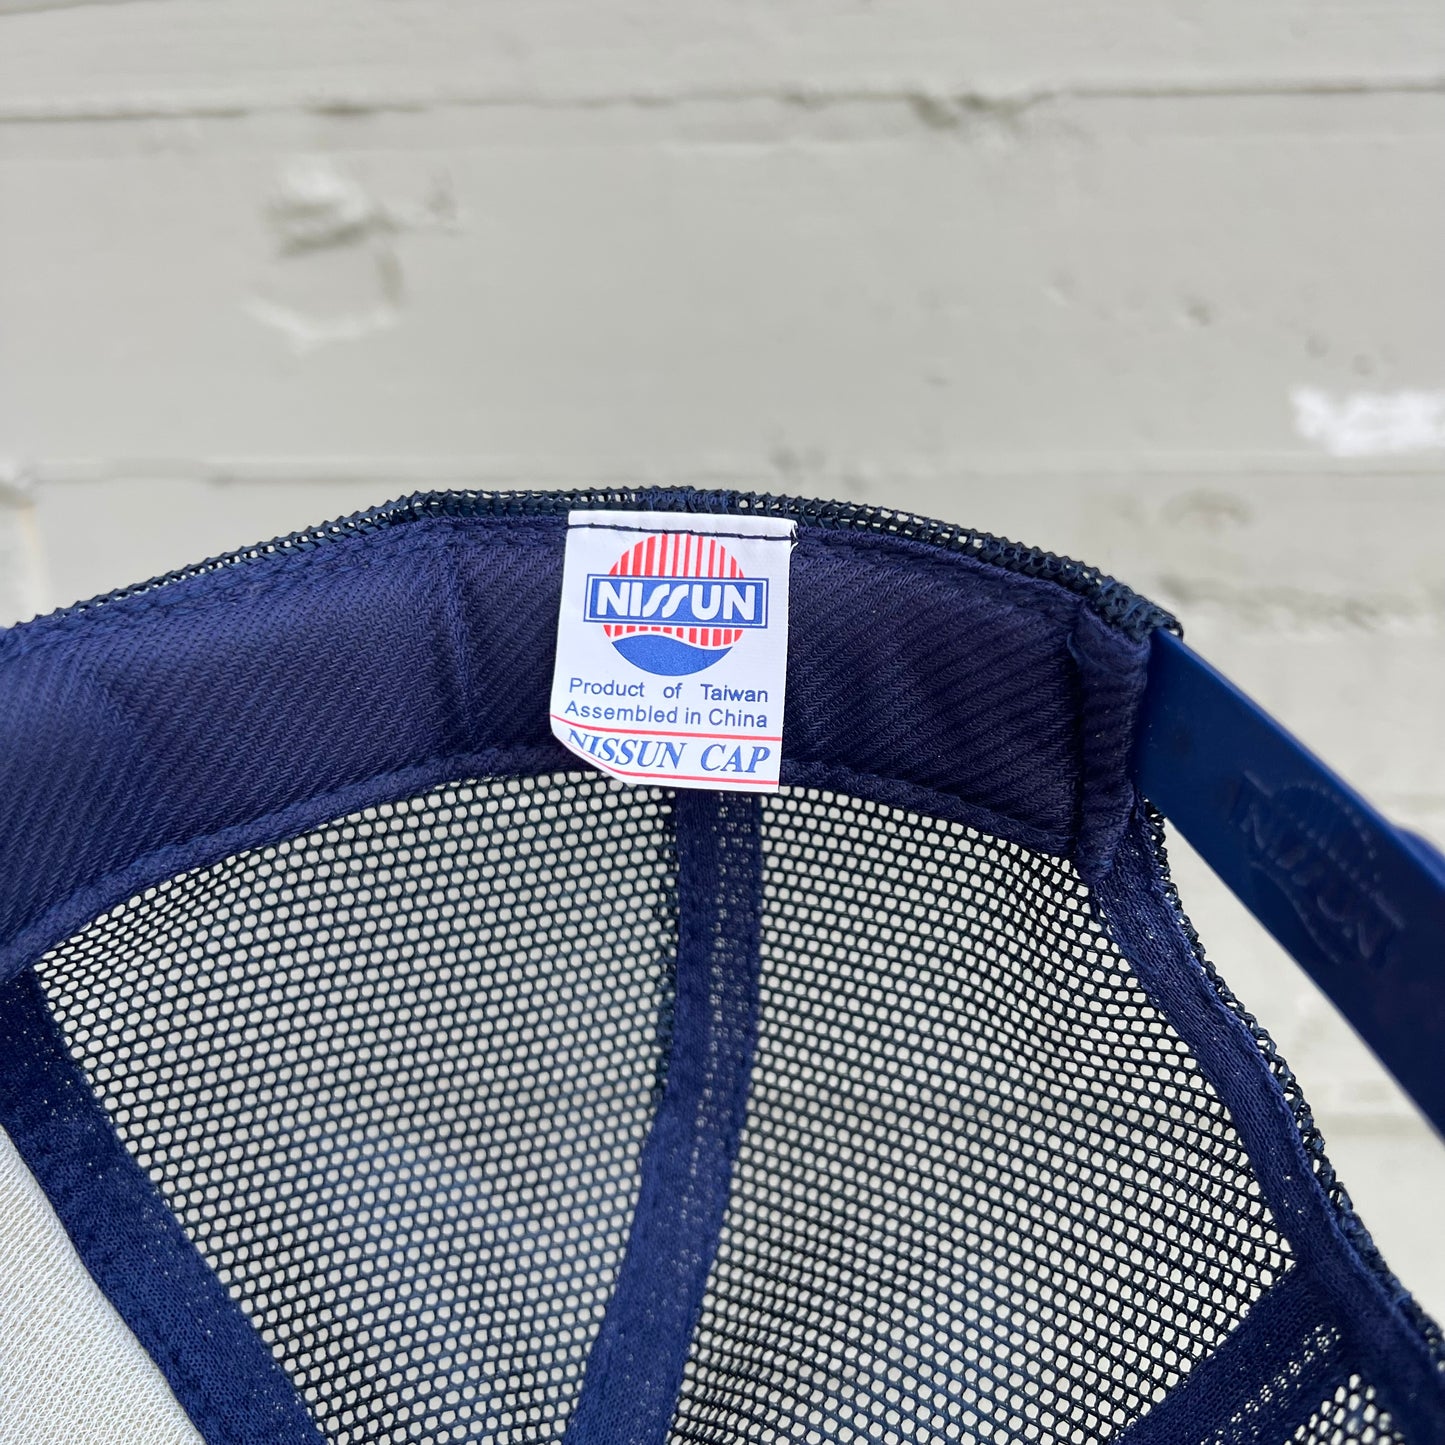 NISSUN
Product of Taiwan
Assembled in China
NISSUN CAP
NISSUN